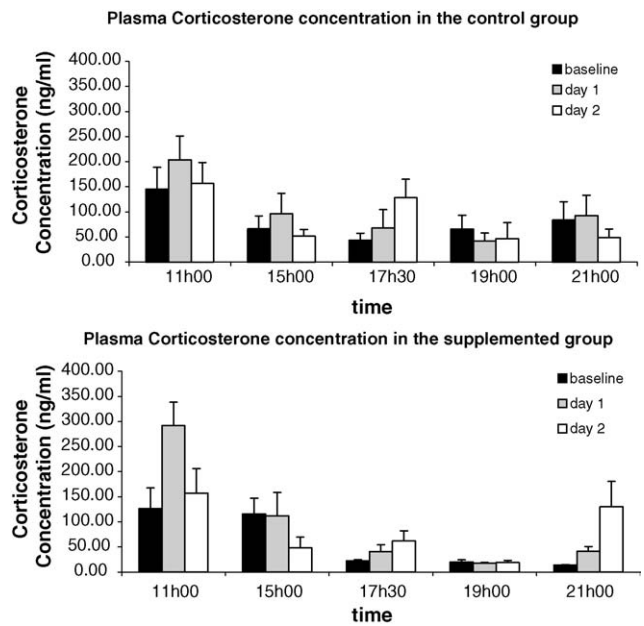 Plasma Corticosterone concentration in the control group
Corticosterone
Concentration (ng/ml)
400.00
350.00
300.00
250.00
200.00
150.00
100.00
50.00
0.00
baseline
day 1
day 2
11h00 15h00 17h30 19h00 21h00
time
Plasma Corticosterone concentration in the supplemented group
Corticosterone
Concentration (ng/ml)
400.00
350.00
300.00
250.00
200.00
150.00
100.00
50.00
0.00
baseline
day 1
day 2
11h00 15h00 17h30 19h00 21h00
time